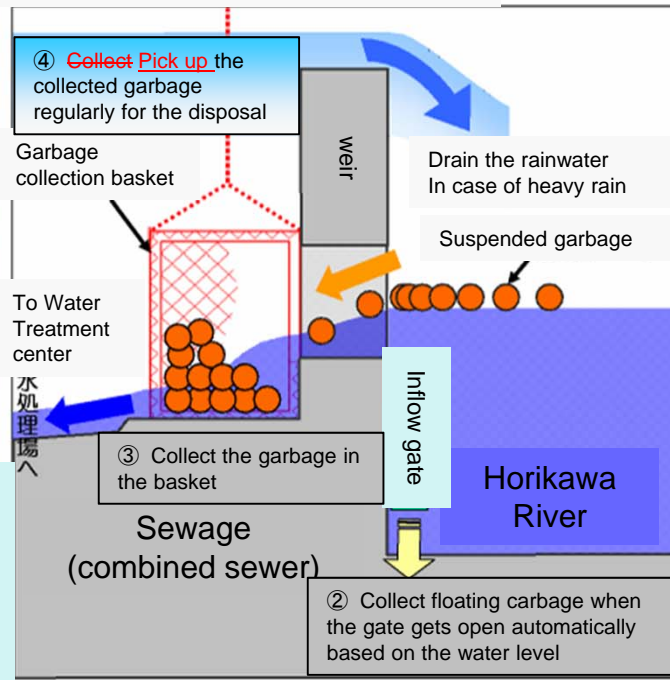 ④ Collect Pick up the
collected garbage
regularly for the disposal
weir
Garbage
collection basket
Drain the rainwater
In case of heavy rain
Suspended garbage
To Water
Treatment
center
水処理場へ
Inflow gate
③ Collect the garbage in
the basket
Horikawa
River
Sewage
(combined sewer)
② Collect floating carbage when
the gate gets open automatically
based on the water level